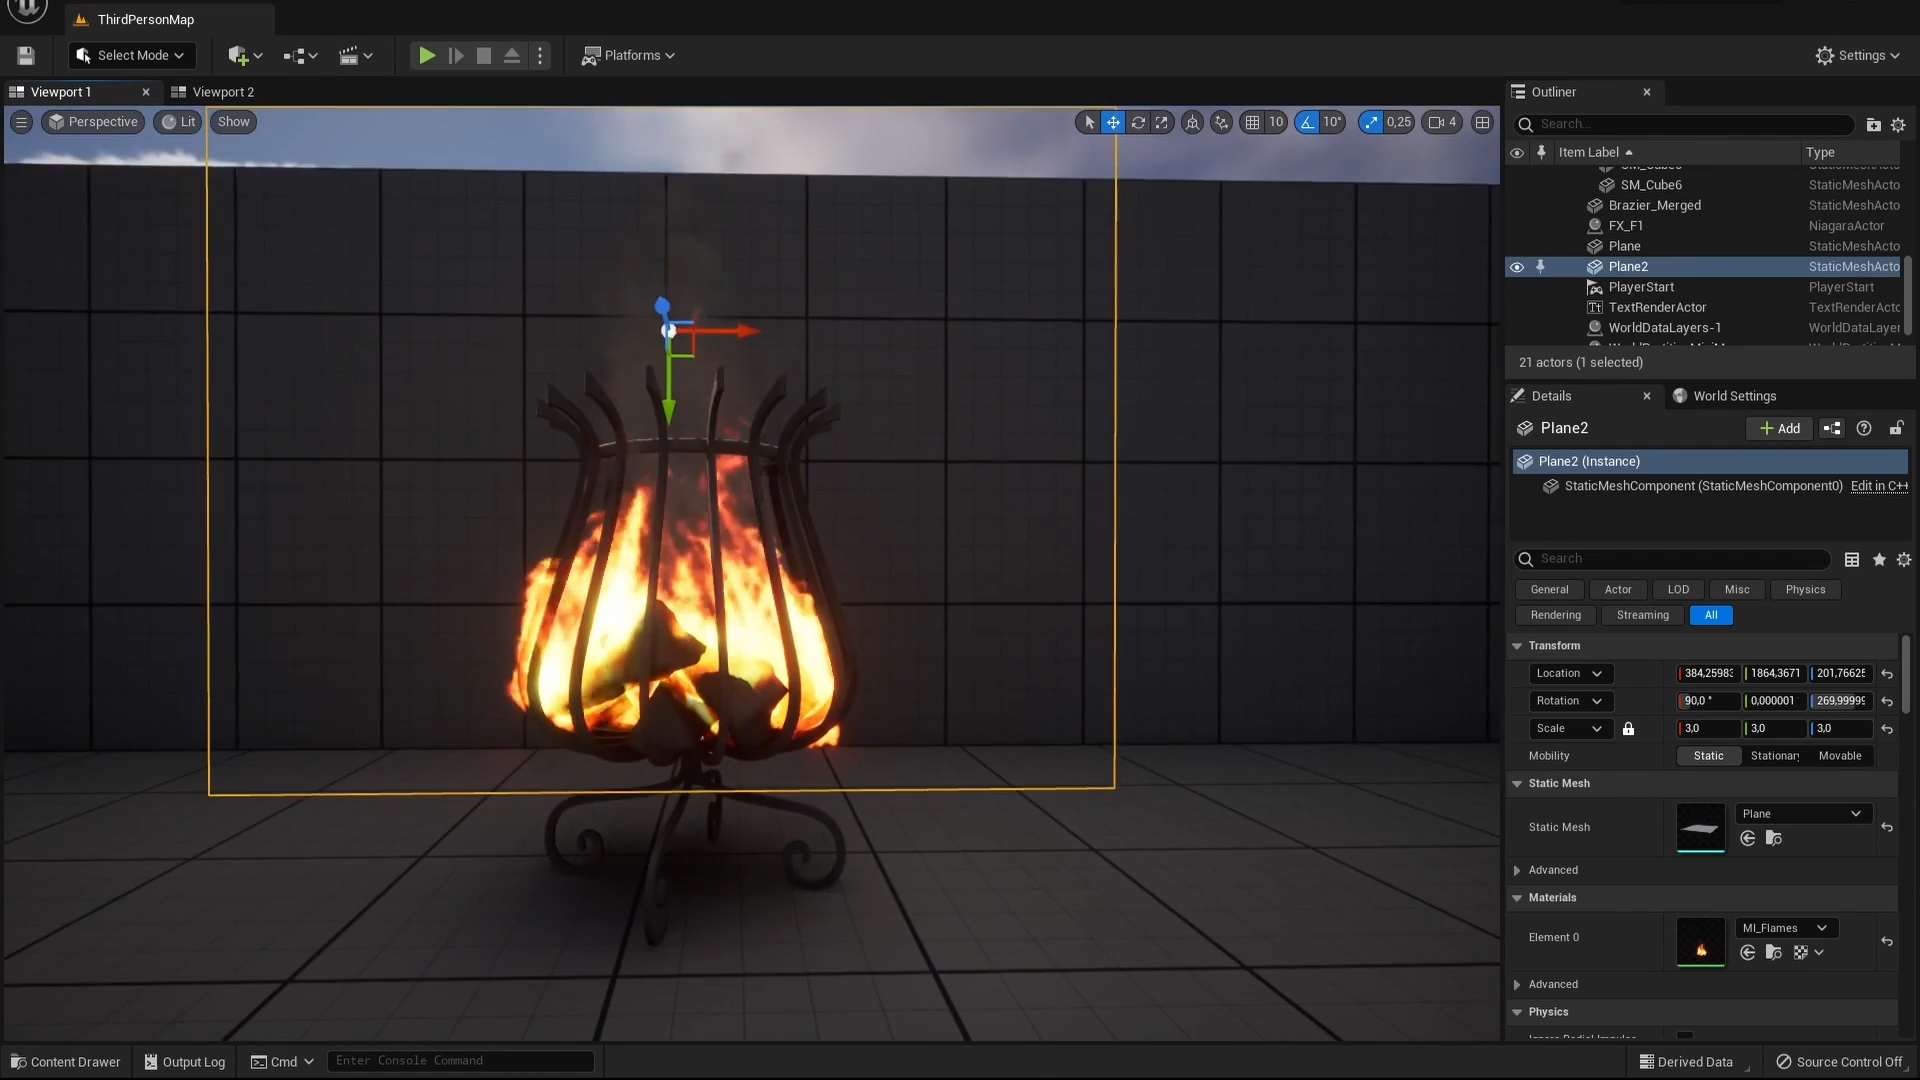 ThirdPersonMap
Select Mode
Platforms
Settings
Viewport 1
Viewport 2
Perspective
Lit
Show
10
10°
0,25
4
Outliner
Search...
Item Label
Type
SM_Cube6
StaticMeshActo
Brazier_Merged
StaticMeshActo
FX_F1
NiagaraActor
Plane
StaticMeshActo
Plane2
StaticMeshActo
PlayerStart
PlayerStart
TextRenderActor
TextRenderActo
WorldDataLayers-1
WorldDataLayer
21 actors (1 selected)
Details
World Settings
Plane2
+ Add
Plane2 (Instance)
StaticMeshComponent (StaticMeshComponent0)
Edit in C++
Search
General
Actor
LOD
Misc
Physics
Rendering
Streaming
All
Transform
Location
384,25983
1864,3671
201,76625
Rotation
90,0 °
0,000001
269,99999
Scale
3,0
3,0
3,0
Mobility
Static
Stationary
Movable
Static Mesh
Static Mesh
Plane
Advanced
Materials
Element 0
MI_Flames
Advanced
Physics
Content Drawer
Output Log
Cmd
Enter Console Command
Derived Data
Source Control Off